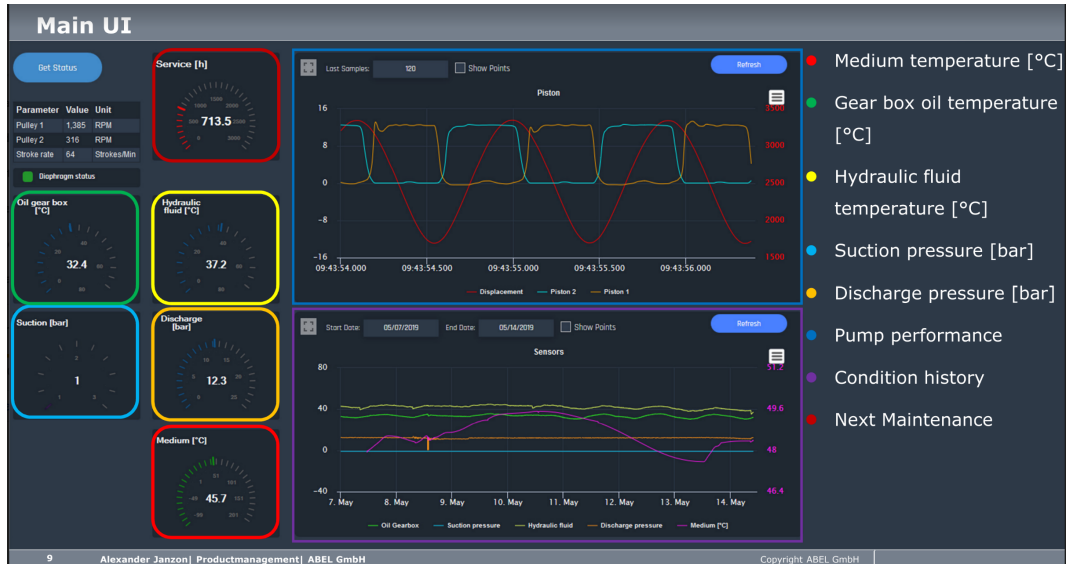 Main UI
Get Status
Parameter Value Unit
Pulley 1 1,385 RPM
Pulley 2 316 RPM
Stroke rate 64 Strokes/Min
Diaphragm status
Service [h]
713.5
Oil gear box
[°C]
32.4
Hydraulic
fluid [°C]
37.2
Suction [bar]
1
Discharge
[bar]
12.3
Medium [°C]
45.7
Last Samples: 120 Show Points Refresh
Piston
16 3500
8 3000
0 2500
-8 2000
-16 1500
09:43:54.000 09:43:54.500 09:43:55.000 09:43:55.500 09:43:56.000
Displacement Piston 2 Piston 1
Start Date: 05/07/2019 End Date: 05/14/2019 Show Points Refresh
Sensors
80 51.2
40 49.6
0 48
-40 46.4
7. May 8. May 9. May 10. May 11. May 12. May 13. May 14. May
Oil Gearbox Suction pressure Hydraulic fluid Discharge pressure Medium [°C]
Medium temperature [°C]
Gear box oil temperature
[°C]
Hydraulic fluid
temperature [°C]
Suction pressure [bar]
Discharge pressure [bar]
Pump performance
Condition history
Next Maintenance
9 Alexander Janzon| Productmanagement| ABEL GmbH Copyright ABEL GmbH